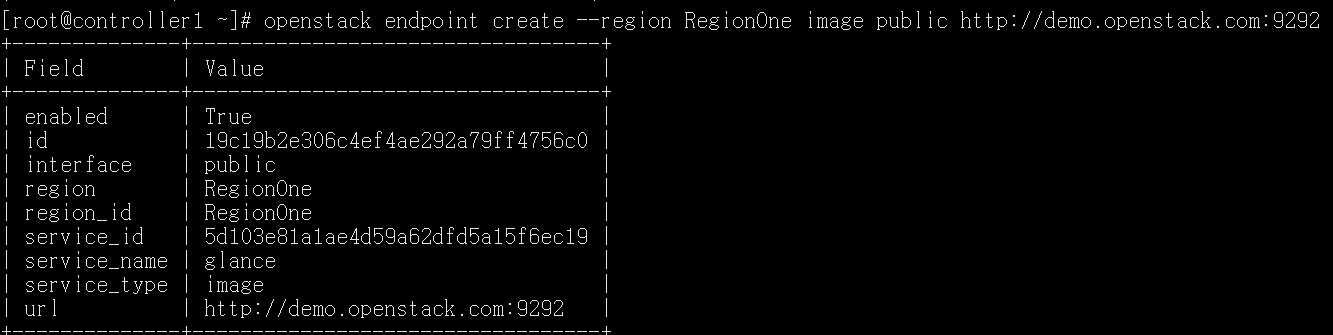 [root@controller1 ~]# openstack endpoint create --region RegionOne image public http://demo.openstack.com:9292
+--------------+----------------------------------+
| Field        | Value                            |
+--------------+----------------------------------+
| enabled      | True                             |
| id           | 19c19b2e306c4ef4ae292a79ff4756c0 |
| interface    | public                           |
| region       | RegionOne                        |
| region_id    | RegionOne                        |
| service_id   | 5d103e81a1ae4d59a62dfd5a15f6ec19 |
| service_name | glance                           |
| service_type | image                            |
| url          | http://demo.openstack.com:9292   |
+--------------+----------------------------------+